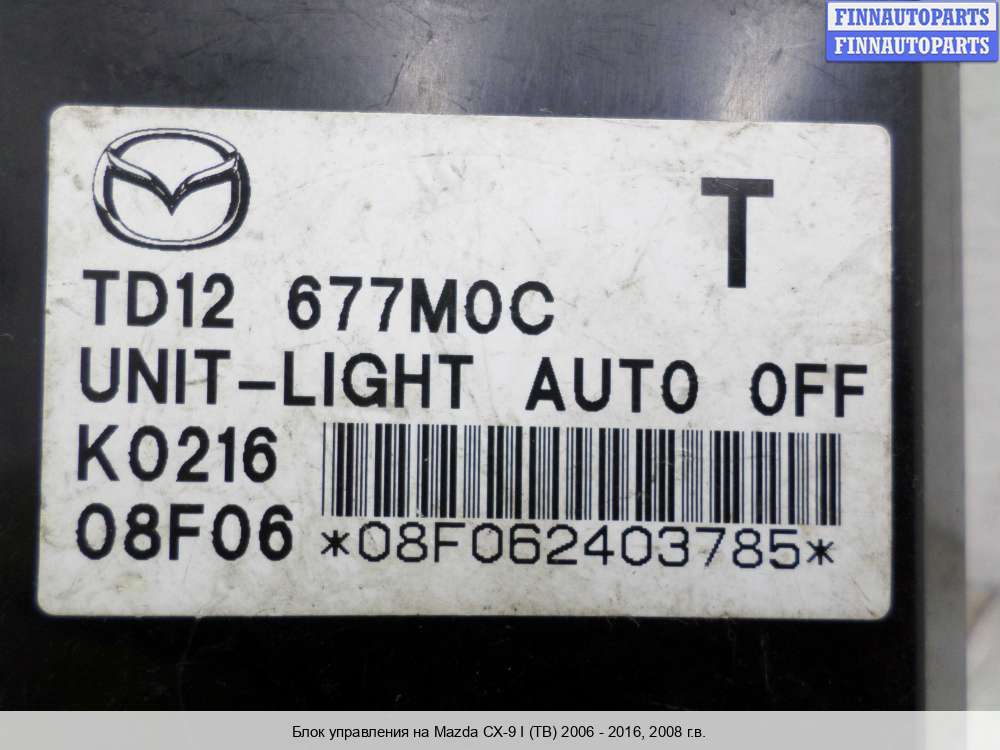 FINNAUTOPARTS
FINNAUTOPARTS
T
TD12 677M0C
UNIT-LIGHT AUTO OFF
K0216
08F06
*08F062403785*
Блок управления на Mazda CX-9 I (TB) 2006 - 2016, 2008 г.в.